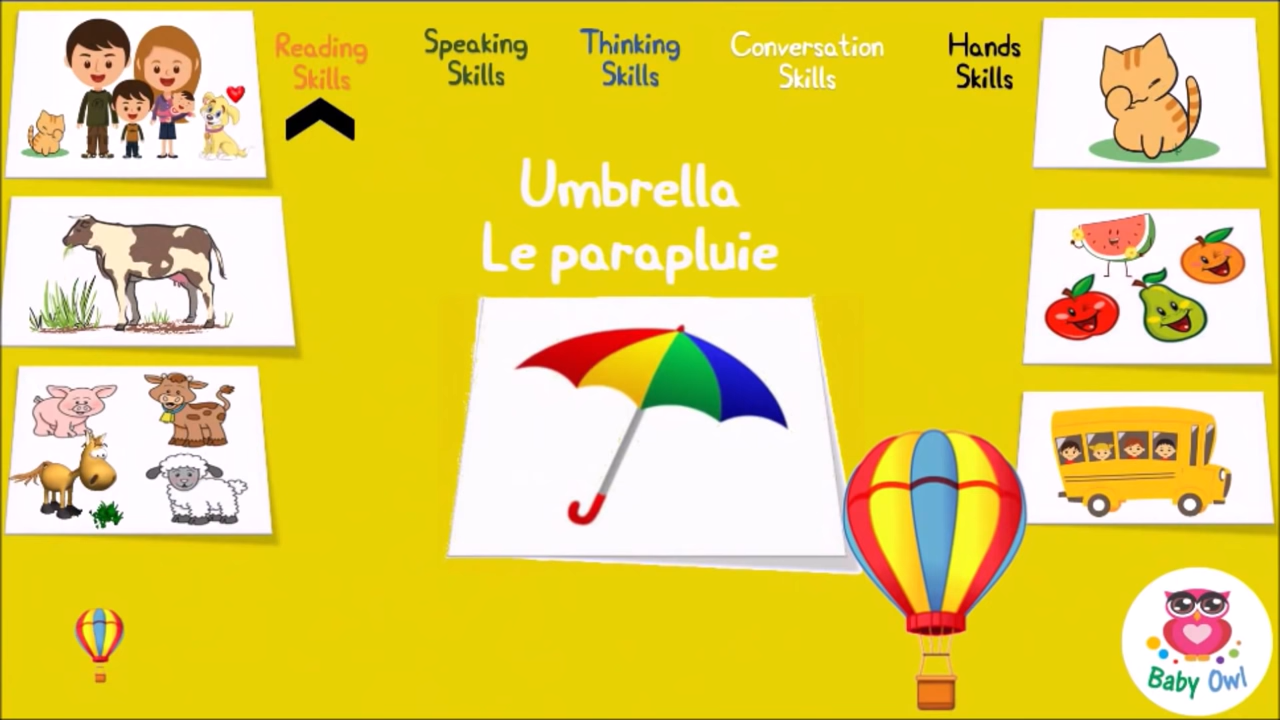 Reading
Skills
Speaking
Skills
Thinking
Skills
Conversation
Skills
Hands
Skills
Umbrella
Le parapluie
Baby Owl